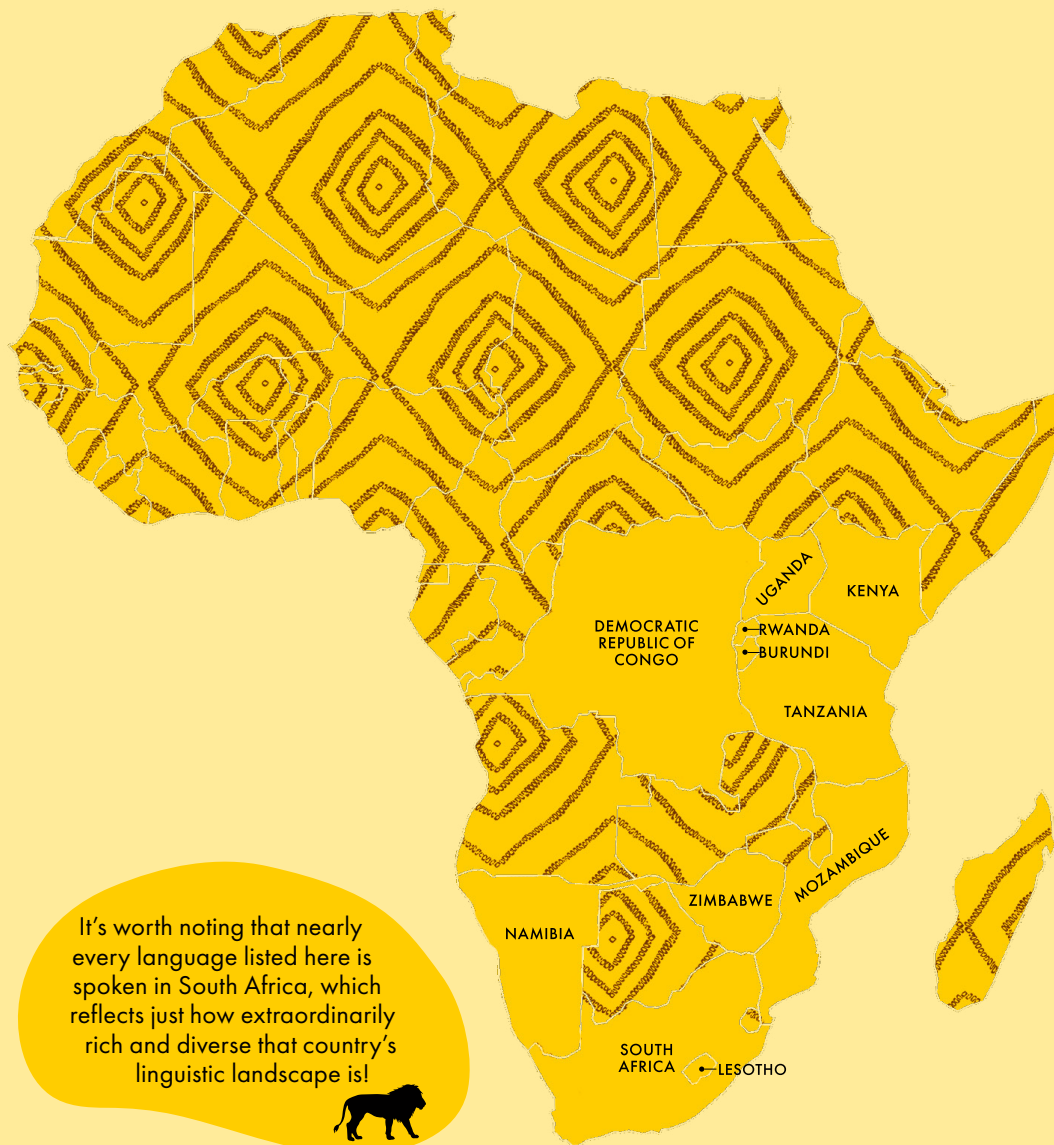 UGANDA
KENYA
DEMOCRATIC
REPUBLIC OF
CONGO
RWANDA
BURUNDI
TANZANIA
MOZAMBIQUE
ZIMBABWE
NAMIBIA
SOUTH
AFRICA
LESOTHO
It’s worth noting that nearly
every language listed here is
spoken in South Africa, which
reflects just how extraordinarily
rich and diverse that country’s
linguistic landscape is!